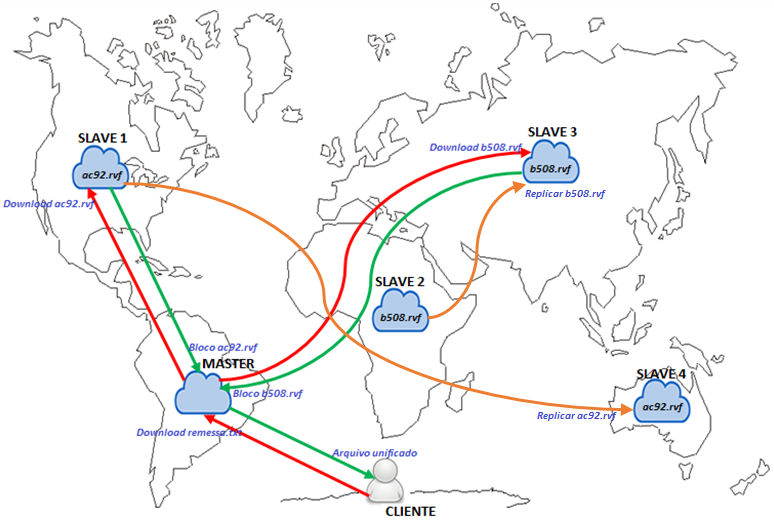 SLAVE 1
ac92.rvf
Download ac92.rvf
SLAVE 3
Download b508.rvf
b508.rvf
Replicar b508.rvf
SLAVE 2
b508.rvf
Bloco ac92.rvf
MASTER
Bloco b508.rvf
Download remessa.txt
SLAVE 4
ac92.rvf
Replicar ac92.rvf
Arquivo unificado
CLIENTE